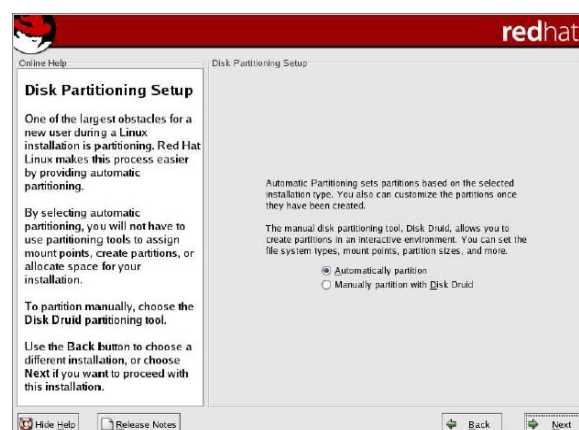 redhat
Online Help
Disk Partitioning Setup
Disk Partitioning Setup
One of the largest obstacles for a
new user during a Linux
installation is partitioning. Red Hat
Linux makes this process easier
by providing automatic
partitioning.
By selecting automatic
partitioning, you will not have to
use partitioning tools to assign
mount points, create partitions, or
allocate space for your
installation.
To partition manually, choose the
Disk Druid partitioning tool.
Use the Back button to choose a
different installation, or choose
Next if you want to proceed with
this installation.
Automatic Partitioning sets partitions based on the selected
installation type. You also can customize the partitions once
they have been created.
The manual disk partitioning tool, Disk Druid, allows you to
create partitions in an interactive environment. You can set the
file system types, mount points, partition sizes, and more.
Automatically partition
Manually partition with Disk Druid
Hide Help
Release Notes
Back
Next